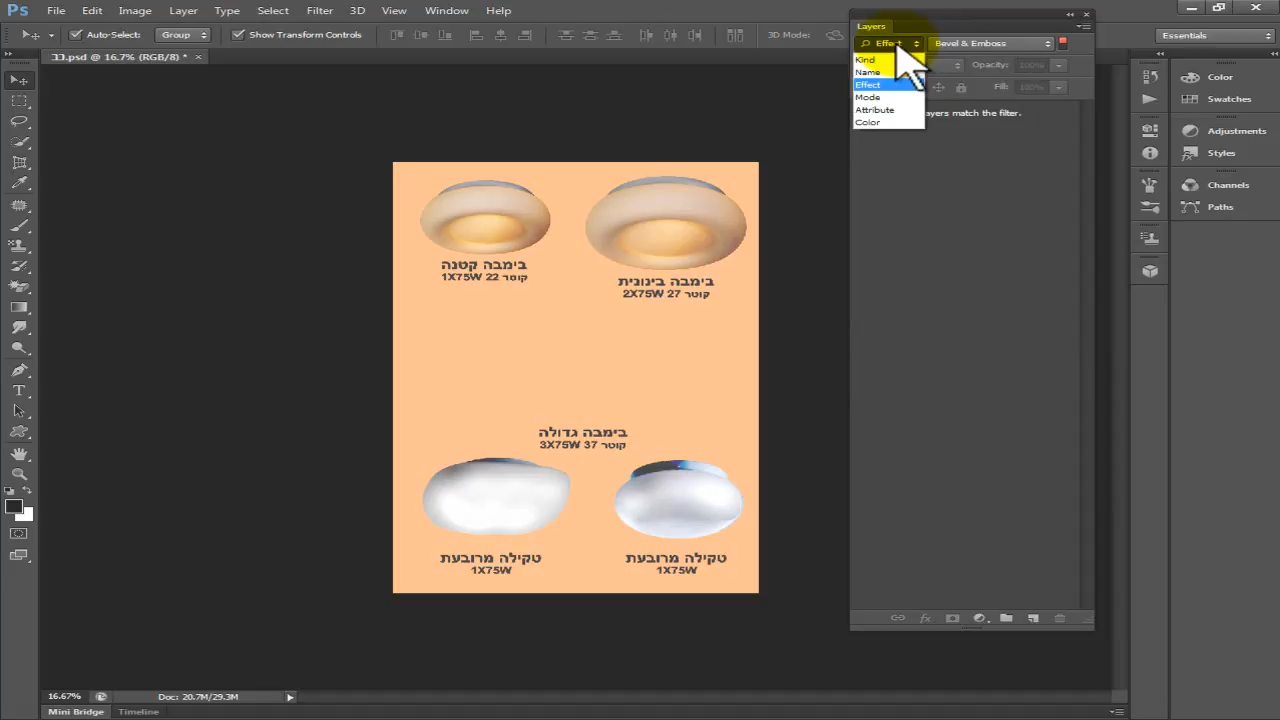 Ps File Edit Image Layer Type Select Filter 3D View Window Help
Auto-Select: Group Show Transform Controls 3D Mode: Essentials
ככ.psd @ 16.7% (RGB/8) * ×
Layers
Effect Bevel & Emboss
Kind
Name
Effect
Mode
Attribute
Color
Opacity: 100%
Fill: 100%
ayers match the filter.
Color
Swatches
Adjustments
Styles
Channels
Paths
בימבה קטנה
קוטר 22 1X75W
בימבה בינונית
קוטר 27 2X75W
בימבה גדולה
קוטר 37 3X75W
טקילה מרובעת
1X75W
טקילה מרובעת
1X75W
16.67% Doc: 20.7M/29.3M
Mini Bridge Timeline